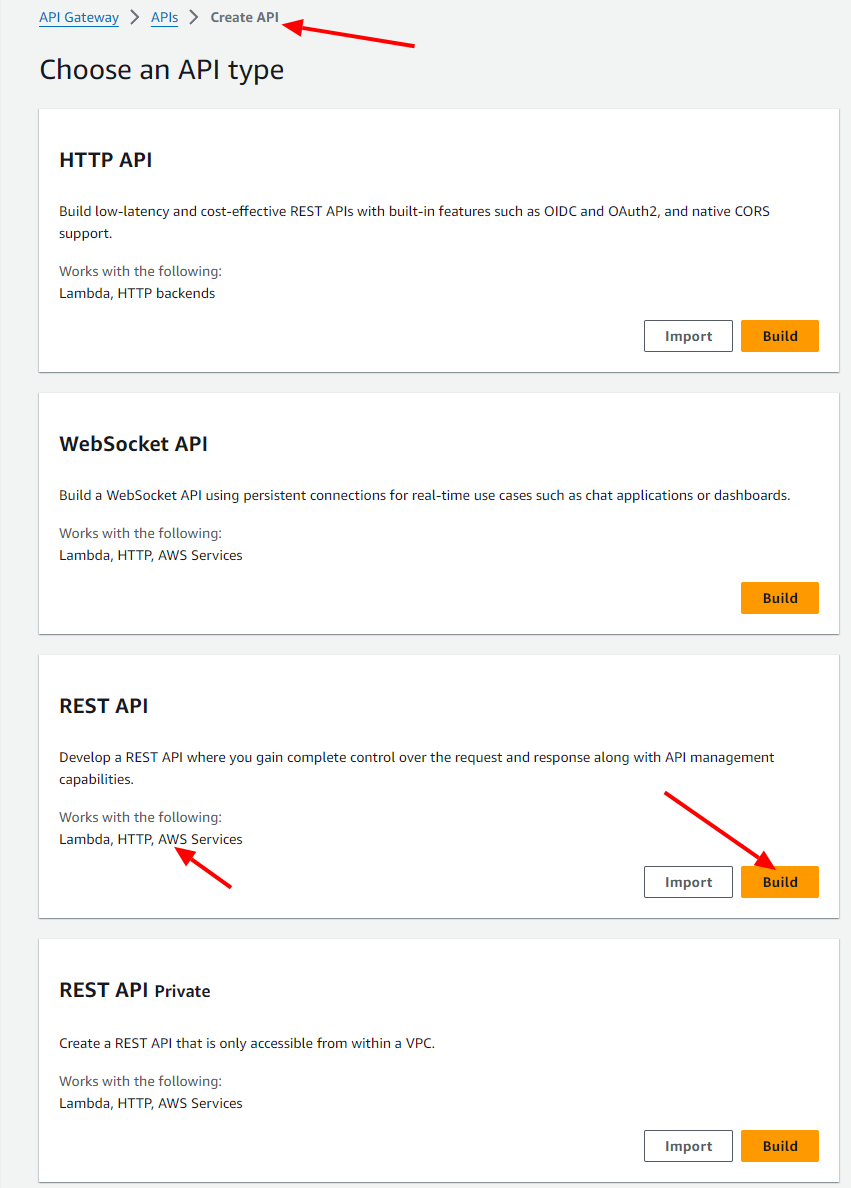 API Gateway > APIs > Create API
Choose an API type
HTTP API
Build low-latency and cost-effective REST APIs with built-in features such as OIDC and OAuth2, and native CORS
support.
Works with the following:
Lambda, HTTP backends
Import Build
WebSocket API
Build a WebSocket API using persistent connections for real-time use cases such as chat applications or dashboards.
Works with the following:
Lambda, HTTP, AWS Services
Build
REST API
Develop a REST API where you gain complete control over the request and response along with API management
capabilities.
Works with the following:
Lambda, HTTP, AWS Services
Import Build
REST API Private
Create a REST API that is only accessible from within a VPC.
Works with the following:
Lambda, HTTP, AWS Services
Import Build